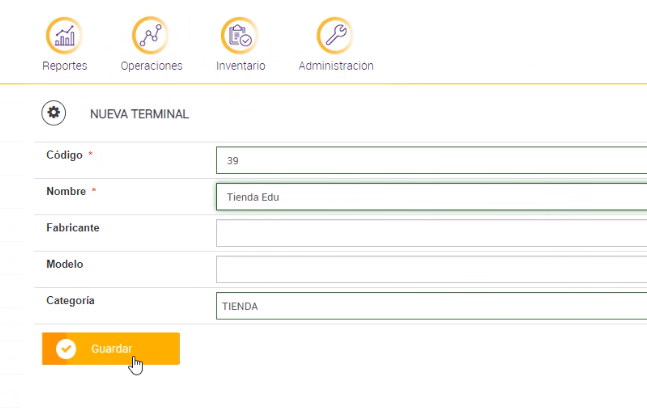 Reportes Operaciones Inventario Administracion
NUEVA TERMINAL
Código * 39
Nombre * Tienda Edu
Fabricante
Modelo
Categoría TIENDA
Guardar